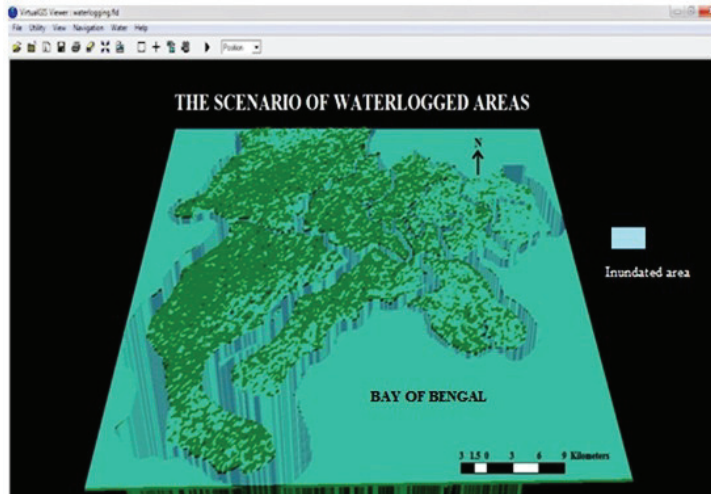 VirtualGIS Viewer : waterlogging.fld
File Utility View Navigation Water Help
Position
THE SCENARIO OF WATERLOGGED AREAS
N
Inundated area
BAY OF BENGAL
3 1.5 0 3 6 9 Kilometers